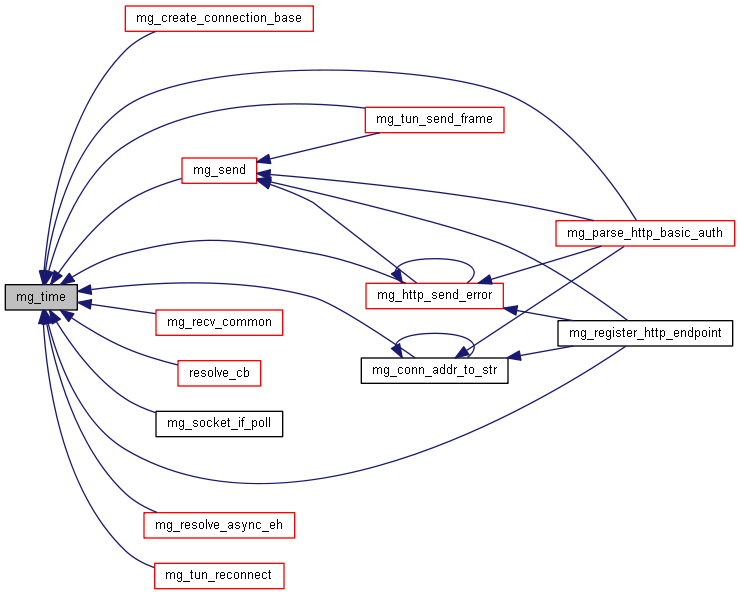 mg_create_connection_base
mg_tun_send_frame
mg_send
mg_parse_http_basic_auth
mg_time
mg_http_send_error
mg_recv_common
mg_register_http_endpoint
resolve_cb
mg_conn_addr_to_str
mg_socket_if_poll
mg_resolve_async_eh
mg_tun_reconnect